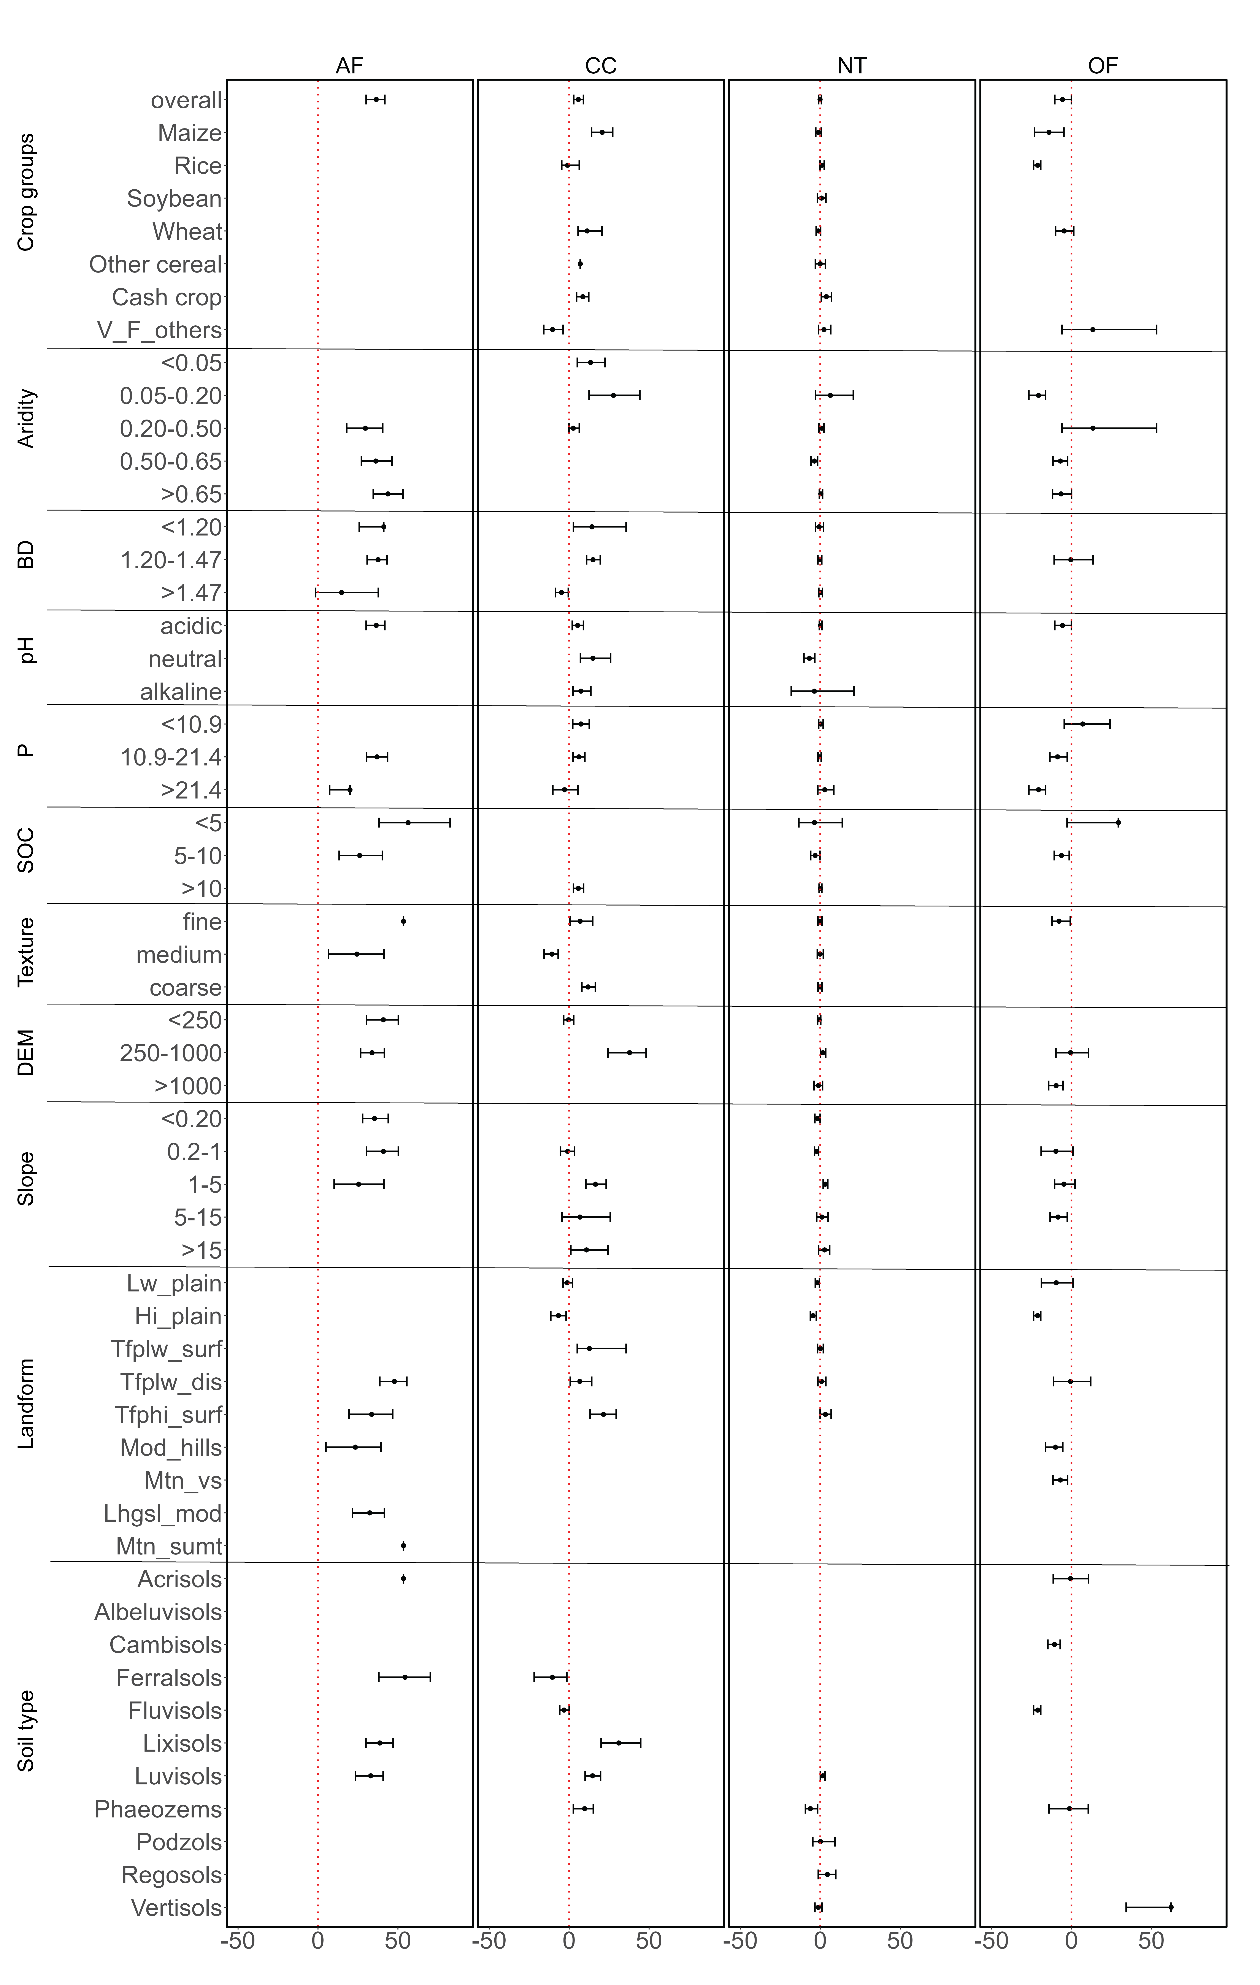 AF CC NT OF
Crop groups
overall
Maize
Rice
Soybean
Wheat
Other cereal
Cash crop
V_F_others
Aridity
<0.05
0.05-0.20
0.20-0.50
0.50-0.65
>0.65
BD
<1.20
1.20-1.47
>1.47
pH
acidic
neutral
alkaline
P
<10.9
10.9-21.4
>21.4
SOC
<5
5-10
>10
Texture
fine
medium
coarse
DEM
<250
250-1000
>1000
Slope
<0.20
0.2-1
1-5
5-15
>15
Landform
Lw_plain
Hi_plain
Tfplw_surf
Tfplw_dis
Tfphi_surf
Mod_hills
Mtn_vs
Lhgsl_mod
Mtn_sumt
Soil type
Acrisols
Albeluvisols
Cambisols
Ferralsols
Fluvisols
Lixisols
Luvisols
Phaeozems
Podzols
Regosols
Vertisols
-50 0 50 -50 0 50 -50 0 50 -50 0 50